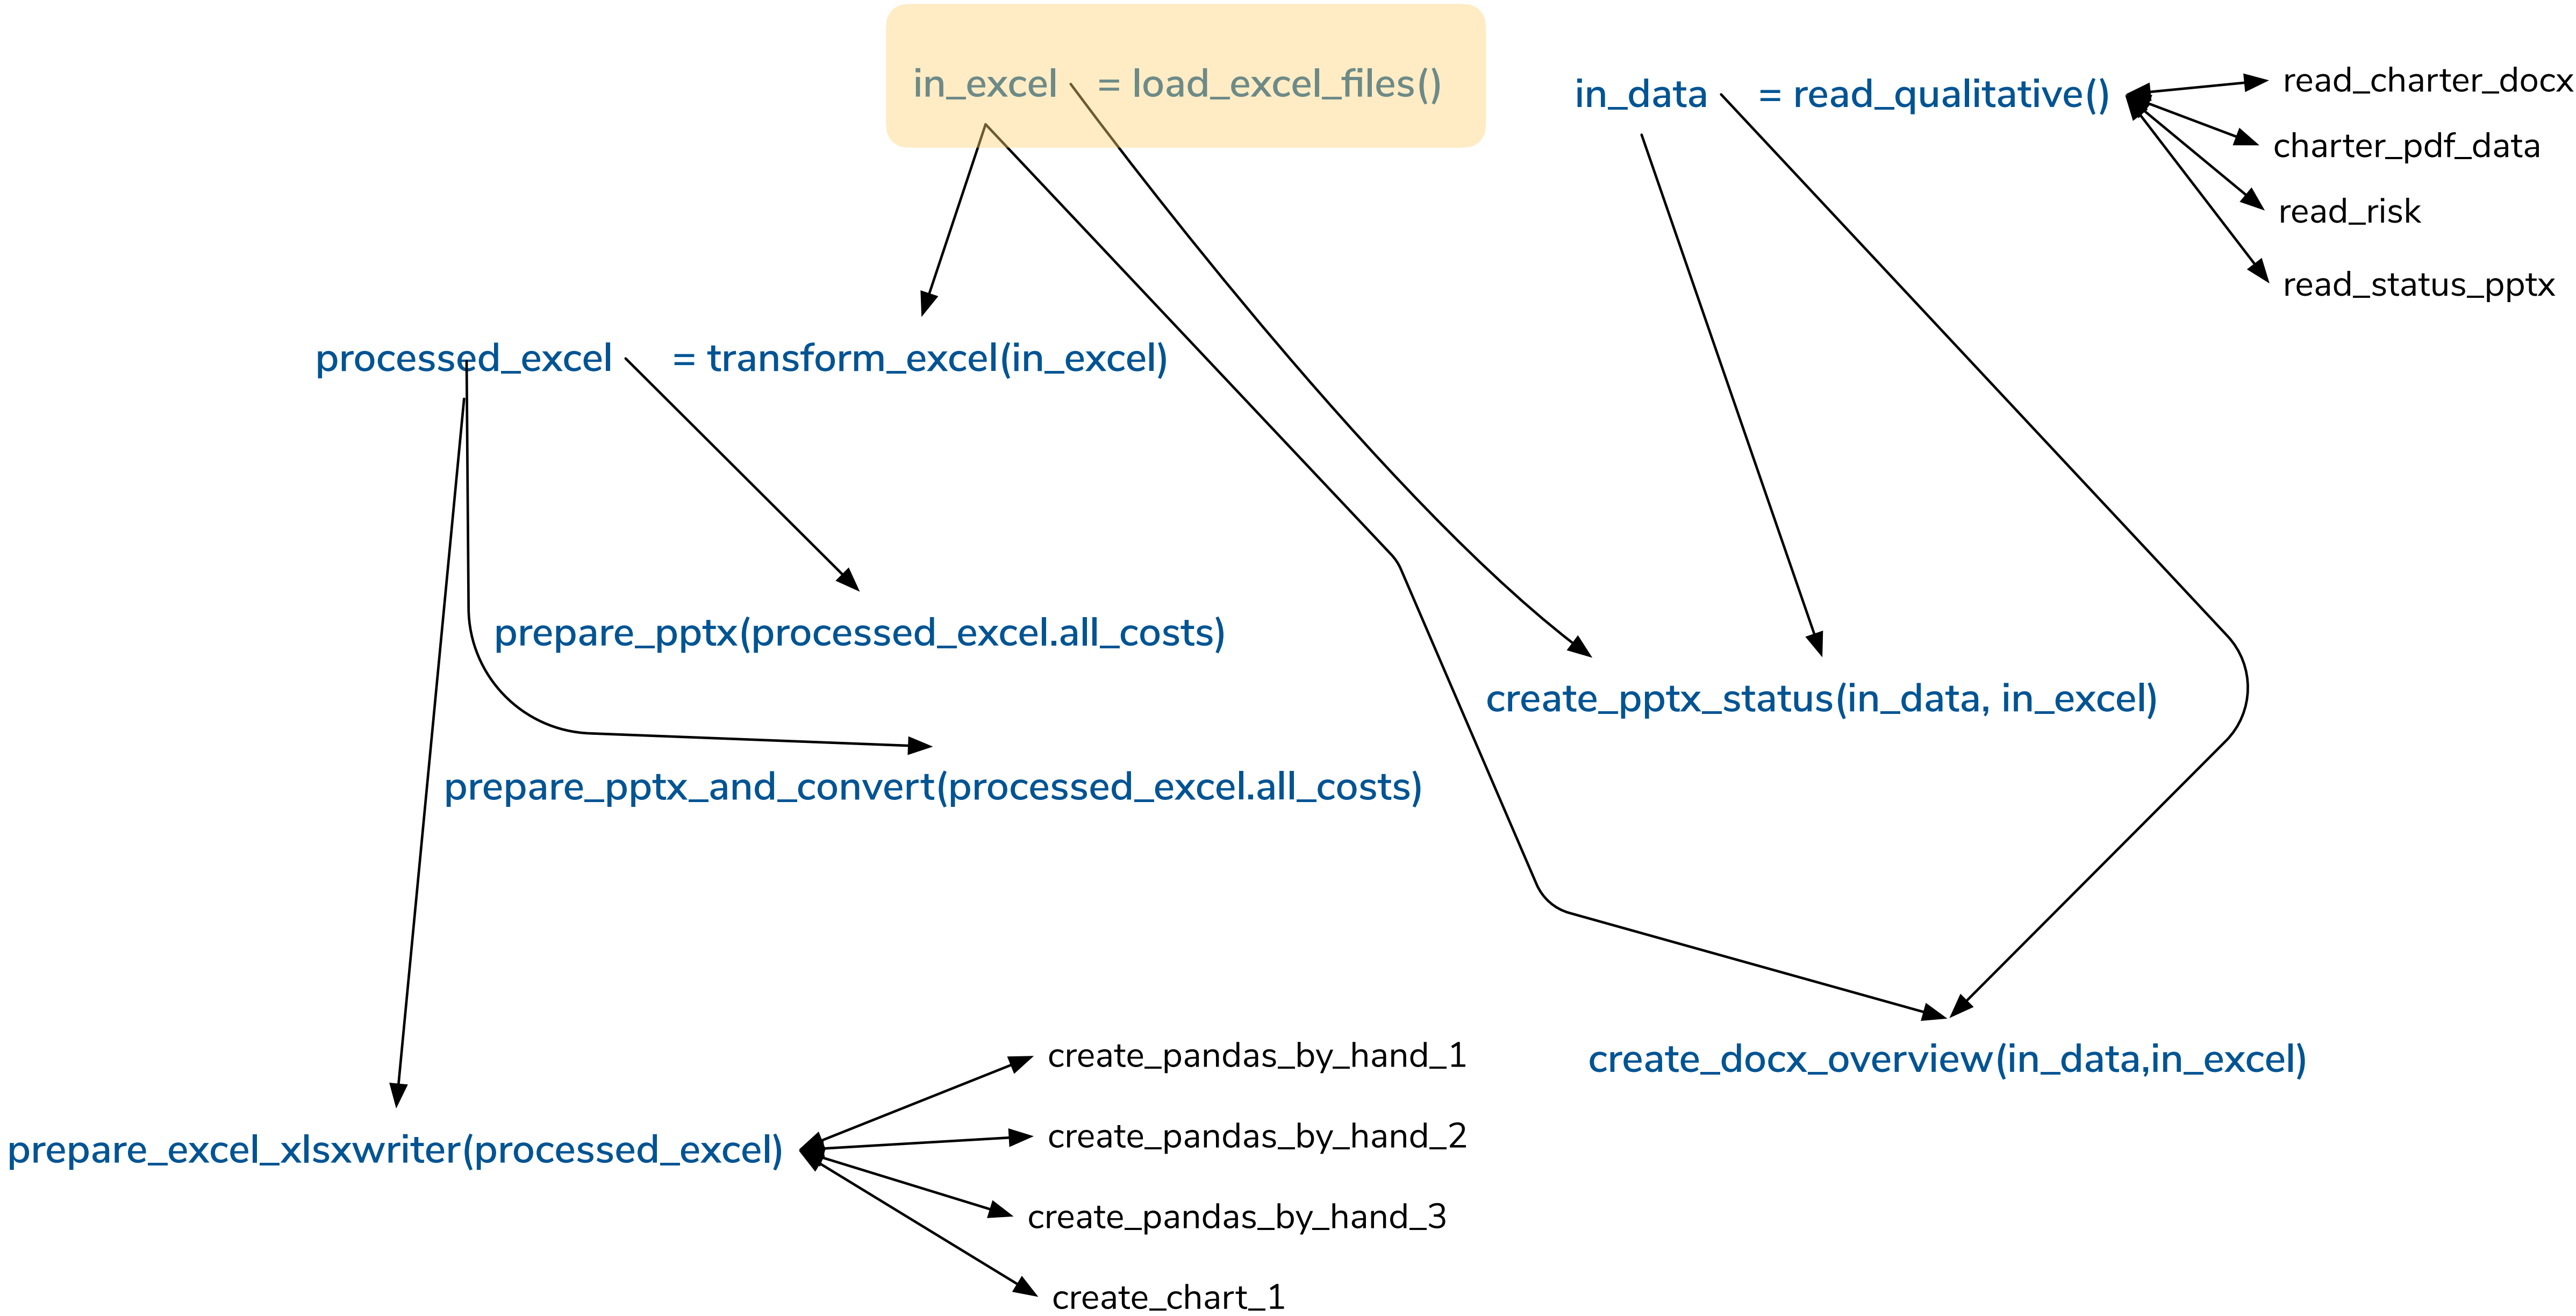 in_excel = load_excel_files()
in_data = read_qualitative()
read_charter_docx
charter_pdf_data
read_risk
read_status_pptx
processed_excel = transform_excel(in_excel)
prepare_pptx(processed_excel.all_costs)
create_pptx_status(in_data, in_excel)
prepare_pptx_and_convert(processed_excel.all_costs)
create_docx_overview(in_data,in_excel)
prepare_excel_xlsxwriter(processed_excel)
create_pandas_by_hand_1
create_pandas_by_hand_2
create_pandas_by_hand_3
create_chart_1